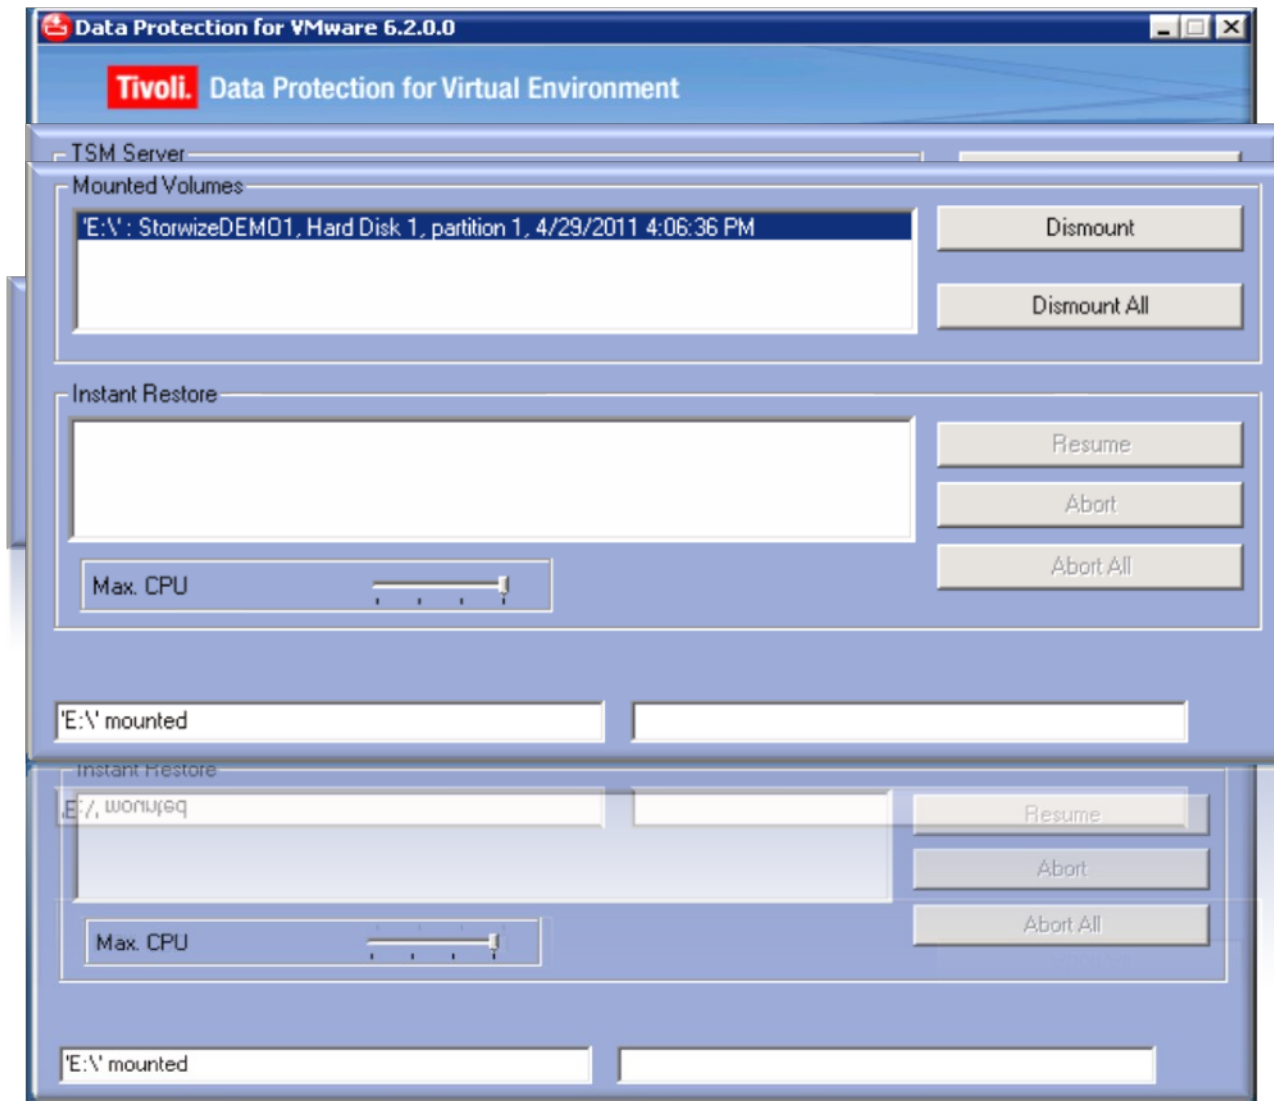 Data Protection for VMware 6.2.0.0
Tivoli. Data Protection for Virtual Environment
TSM Server
Mounted Volumes
'E:\' : StorwizeDEMO1, Hard Disk 1, partition 1, 4/29/2011 4:06:36 PM
Dismount
Dismount All
Instant Restore
Resume
Abort
Abort All
Max. CPU
'E:\' mounted
Instant Restore
'E:\' mounted
Resume
Abort
Abort All
Max. CPU
'E:\' mounted